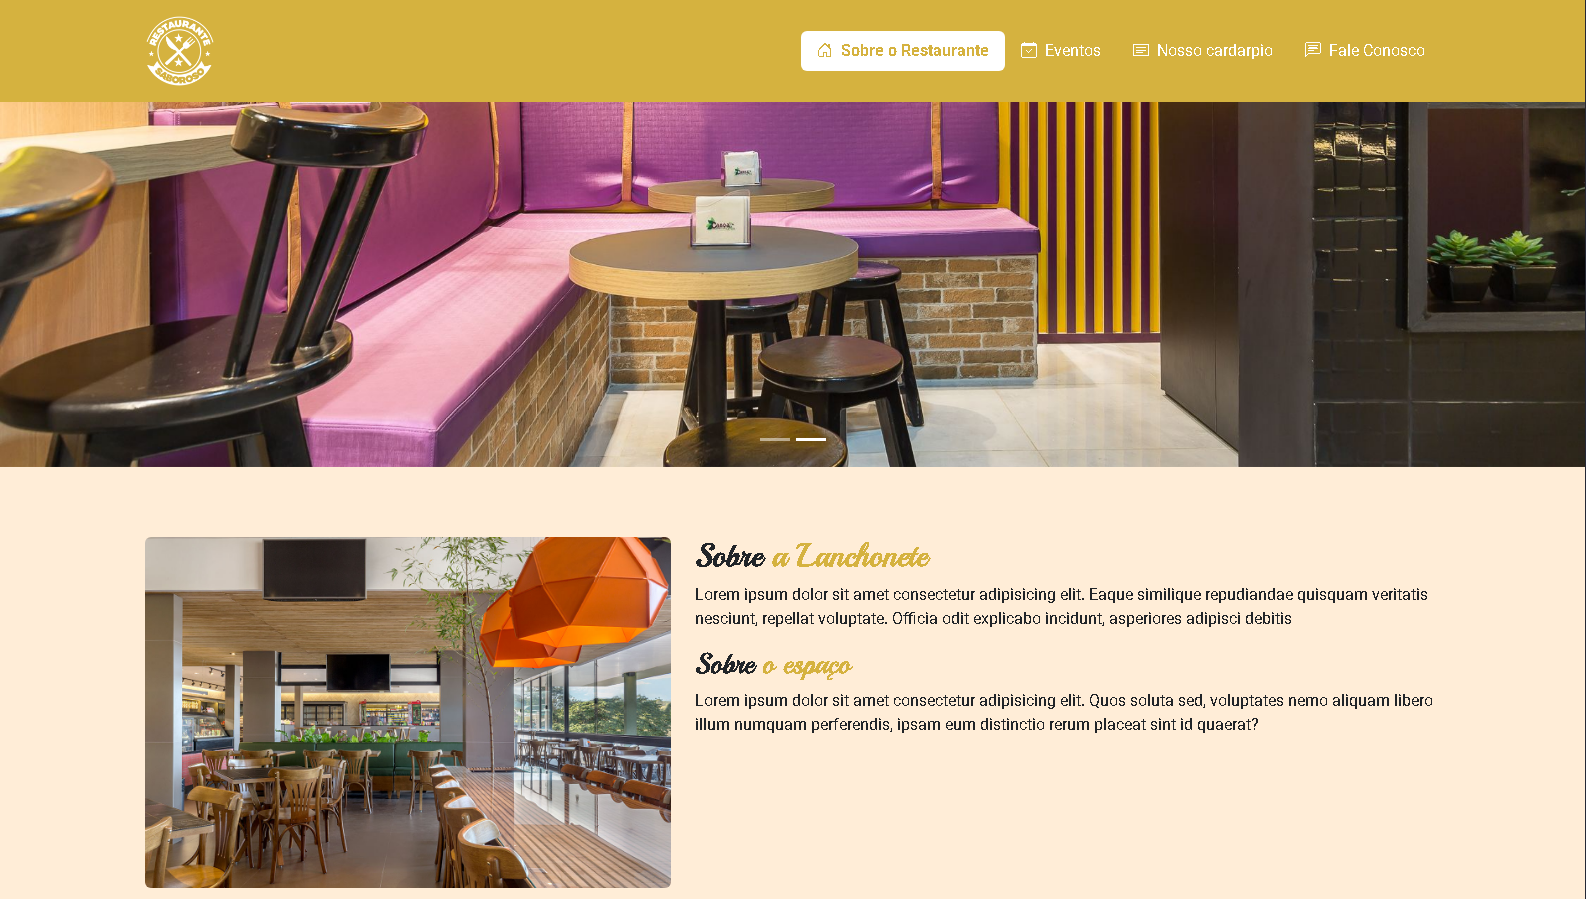 RESTAURANTE
SABOROSO
Sobre o Restaurante
Eventos
Nosso cardarpio
Fale Conosco
Sobre a Lanchonete
Lorem ipsum dolor sit amet consectetur adipisicing elit. Eaque similique repudiandae quisquam veritatis
nesciunt, repellat voluptate. Officia odit explicabo incidunt, asperiores adipisci debitis
Sobre o espaço
Lorem ipsum dolor sit amet consectetur adipisicing elit. Quos soluta sed, voluptates nemo aliquam libero
illum numquam perferendis, ipsam eum distinctio rerum placeat sint id quaerat?